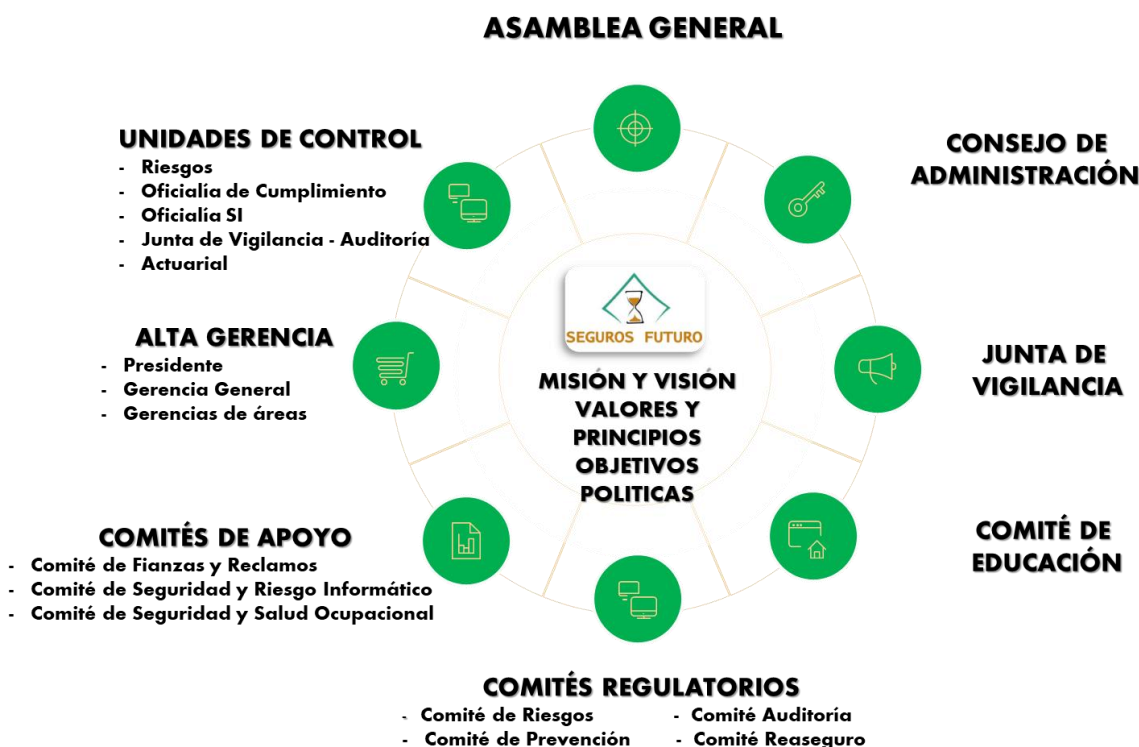 ASAMBLEA GENERAL
UNIDADES DE CONTROL
- Riesgos
- Oficialía de Cumplimiento
- Oficialía SI
- Junta de Vigilancia - Auditoría
- Actuarial
CONSEJO DE
ADMINISTRACIÓN
ALTA GERENCIA
- Presidente
- Gerencia General
- Gerencias de áreas
SEGUROS FUTURO
MISIÓN Y VISIÓN
VALORES Y
PRINCIPIOS
OBJETIVOS
POLITICAS
JUNTA DE
VIGILANCIA
COMITÉS DE APOYO
- Comité de Fianzas y Reclamos
- Comité de Seguridad y Riesgo Informático
- Comité de Seguridad y Salud Ocupacional
COMITÉ DE
EDUCACIÓN
COMITÉS REGULATORIOS
- Comité de Riesgos - Comité Auditoría
- Comité de Prevención - Comité Reaseguro